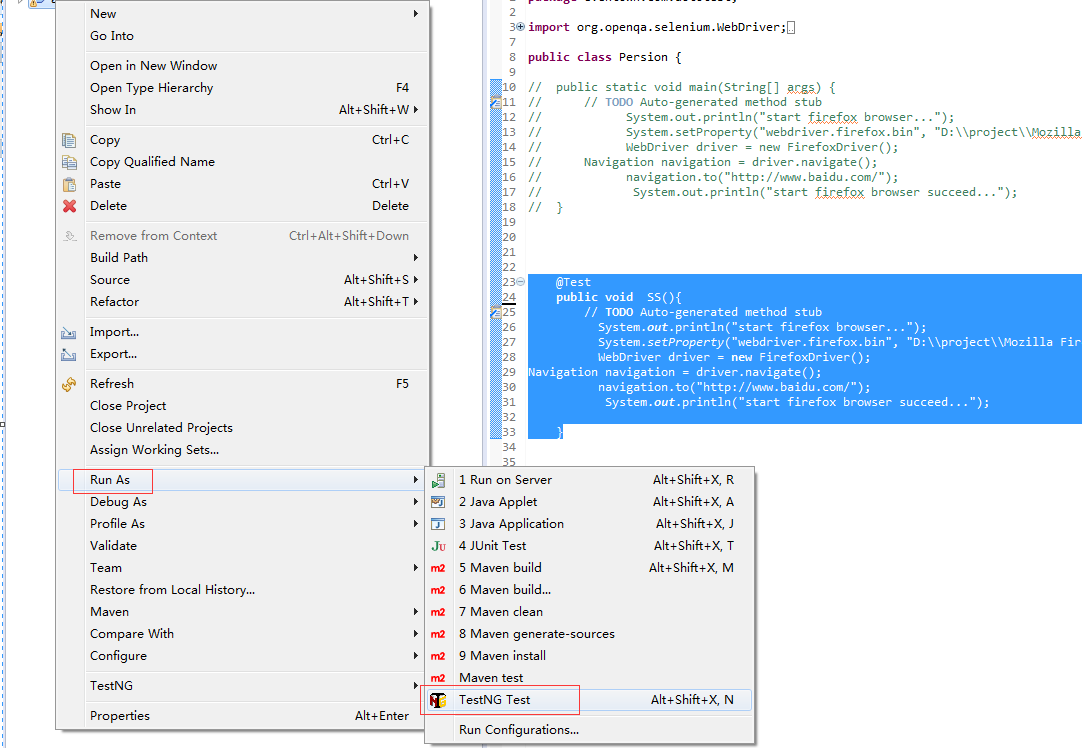 New
Go Into
Open in New Window
Open Type Hierarchy F4
Show In Alt+Shift+W
Copy Ctrl+C
Copy Qualified Name
Paste Ctrl+V
Delete Delete
Remove from Context Ctrl+Alt+Shift+Down
Build Path
Source Alt+Shift+S
Refactor Alt+Shift+T
Import...
Export...
Refresh F5
Close Project
Close Unrelated Projects
Assign Working Sets...
Run As
Debug As
Profile As
Validate
Team
Restore from Local History...
Maven
Compare With
Configure
TestNG
Properties Alt+Enter
1 Run on Server Alt+Shift+X, R
2 Java Applet Alt+Shift+X, A
3 Java Application Alt+Shift+X, J
4 JUnit Test Alt+Shift+X, T
5 Maven build Alt+Shift+X, M
6 Maven build...
7 Maven clean
8 Maven generate-sources
9 Maven install
Maven test
TestNG Test Alt+Shift+X, N
Run Configurations...
2
3 import org.openqa.selenium.WebDriver;
7
8 public class Persion {
9
10 // public static void main(String[] args) {
11 // // TODO Auto-generated method stub
12 // System.out.println("start firefox browser...");
13 // System.setProperty("webdriver.firefox.bin", "D:\\project\\Mozilla
14 // WebDriver driver = new FirefoxDriver();
15 // Navigation navigation = driver.navigate();
16 // navigation.to("http://www.baidu.com/");
17 // System.out.println("start firefox browser succeed...");
18 // }
19
20
21
22
23 @Test
24 public void SS(){
25 // TODO Auto-generated method stub
26 System.out.println("start firefox browser...");
27 System.setProperty("webdriver.firefox.bin", "D:\\project\\Mozilla Fir
28 WebDriver driver = new FirefoxDriver();
29 Navigation navigation = driver.navigate();
30 navigation.to("http://www.baidu.com/");
31 System.out.println("start firefox browser succeed...");
32
33 }
34
35